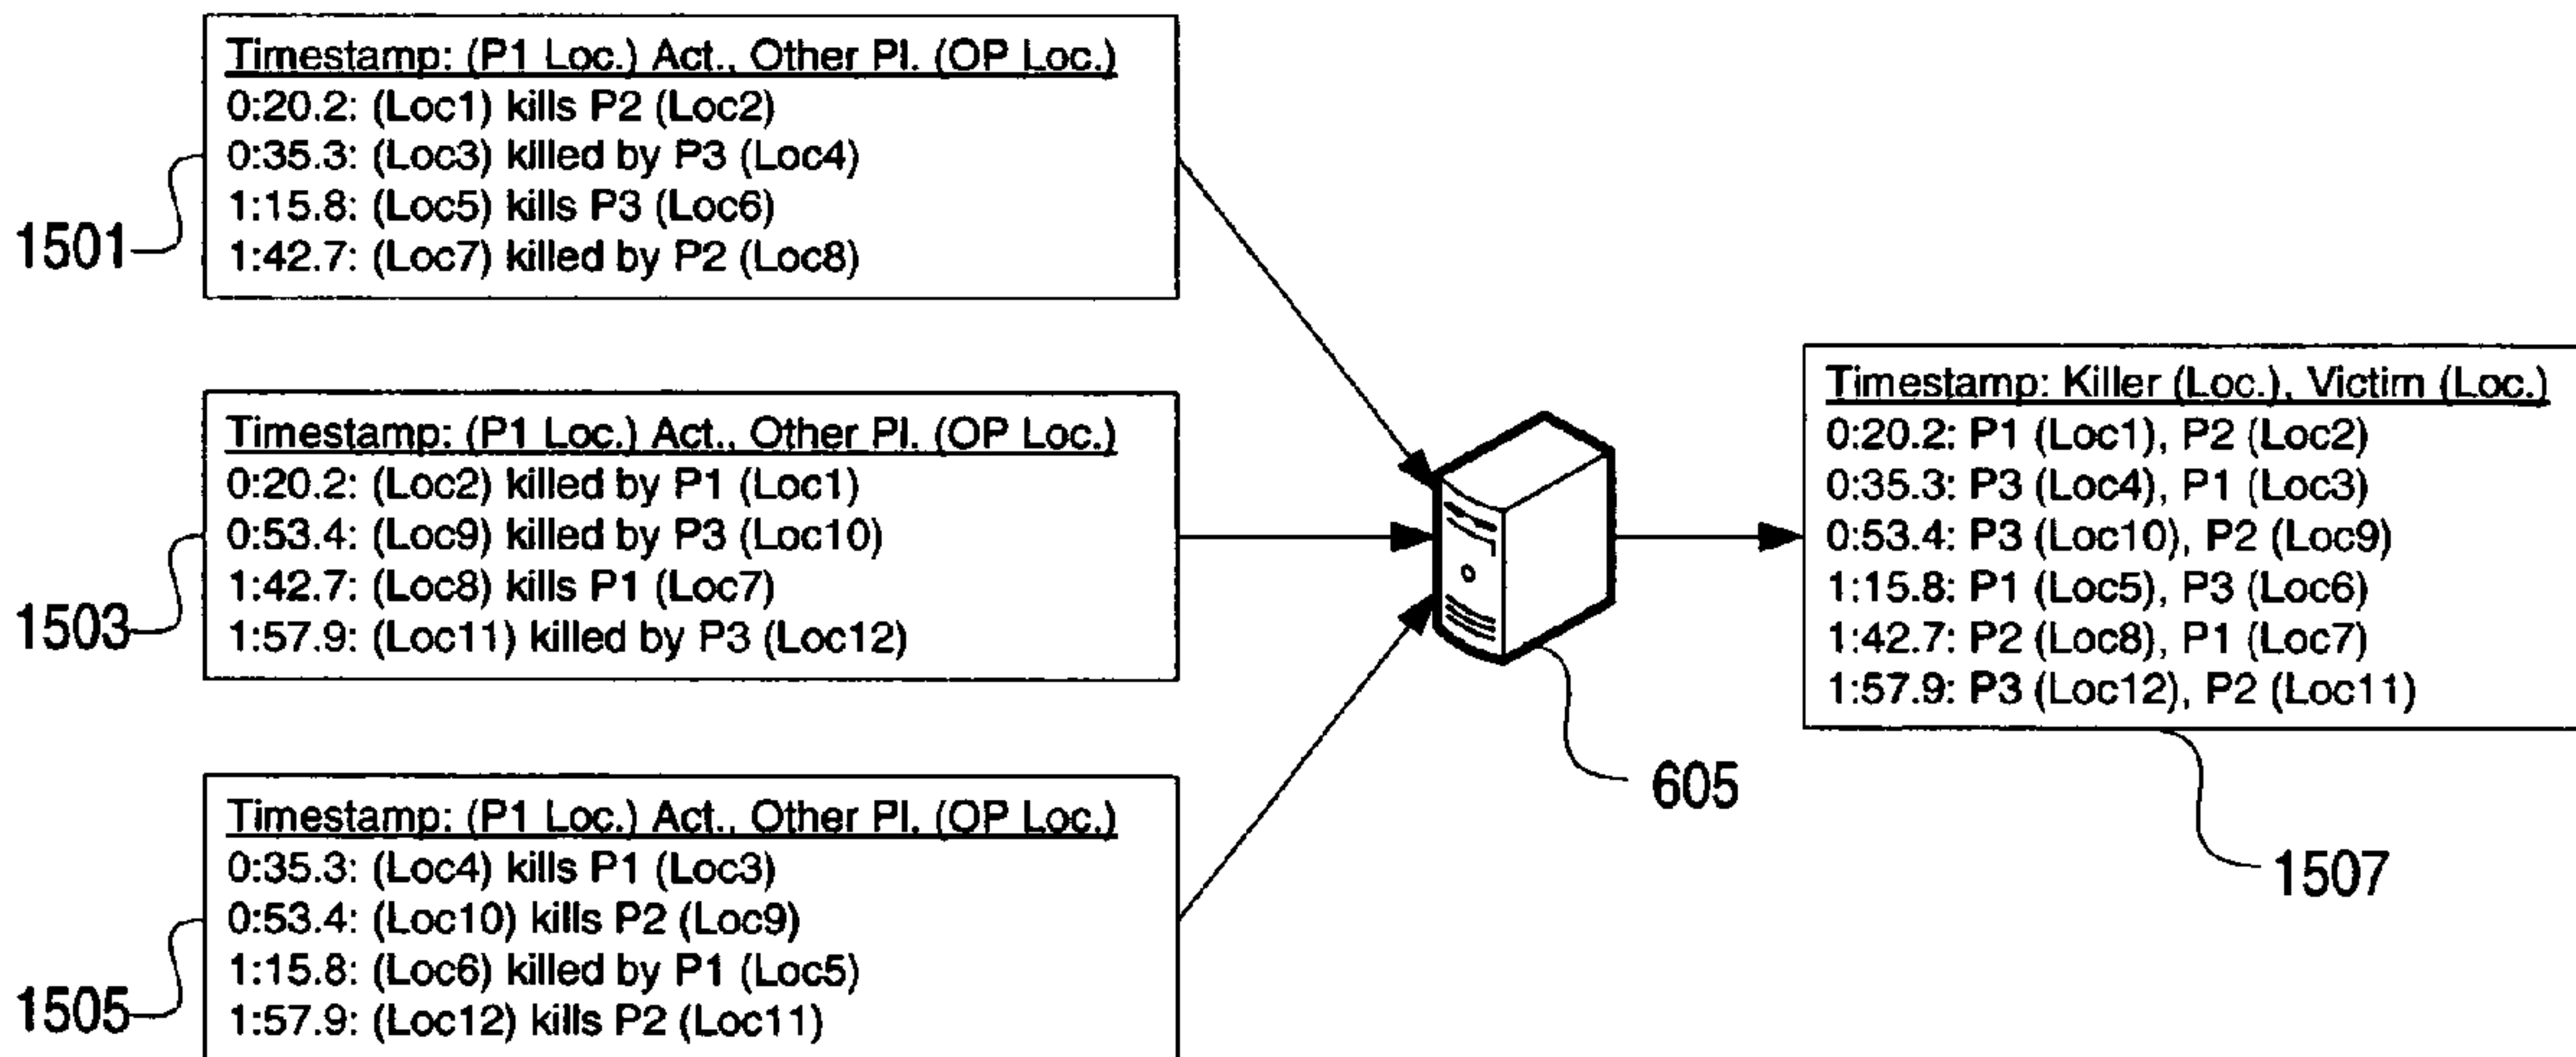 Timestamp: (P1 Loc.) Act., Other Pl. (OP Loc.)
0:20.2: (Loc1) kills P2 (Loc2)
0:35.3: (Loc3) killed by P3 (Loc4)
1:15.8: (Loc5) kills P3 (Loc6)
1:42.7: (Loc7) killed by P2 (Loc8)
1501
Timestamp: (P1 Loc.) Act., Other Pl. (OP Loc.)
0:20.2: (Loc2) killed by P1 (Loc1)
0:53.4: (Loc9) killed by P3 (Loc10)
1:42.7: (Loc8) kills P1 (Loc7)
1:57.9: (Loc11) killed by P3 (Loc12)
1503
Timestamp: (P1 Loc.) Act., Other Pl. (OP Loc.)
0:35.3: (Loc4) kills P1 (Loc3)
0:53.4: (Loc10) kills P2 (Loc9)
1:15.8: (Loc6) killed by P1 (Loc5)
1:57.9: (Loc12) kills P2 (Loc11)
1505
605
Timestamp: Killer (Loc.), Victim (Loc.)
0:20.2: P1 (Loc1), P2 (Loc2)
0:35.3: P3 (Loc4), P1 (Loc3)
0:53.4: P3 (Loc10), P2 (Loc9)
1:15.8: P1 (Loc5), P3 (Loc6)
1:42.7: P2 (Loc8), P1 (Loc7)
1:57.9: P3 (Loc12), P2 (Loc11)
1507